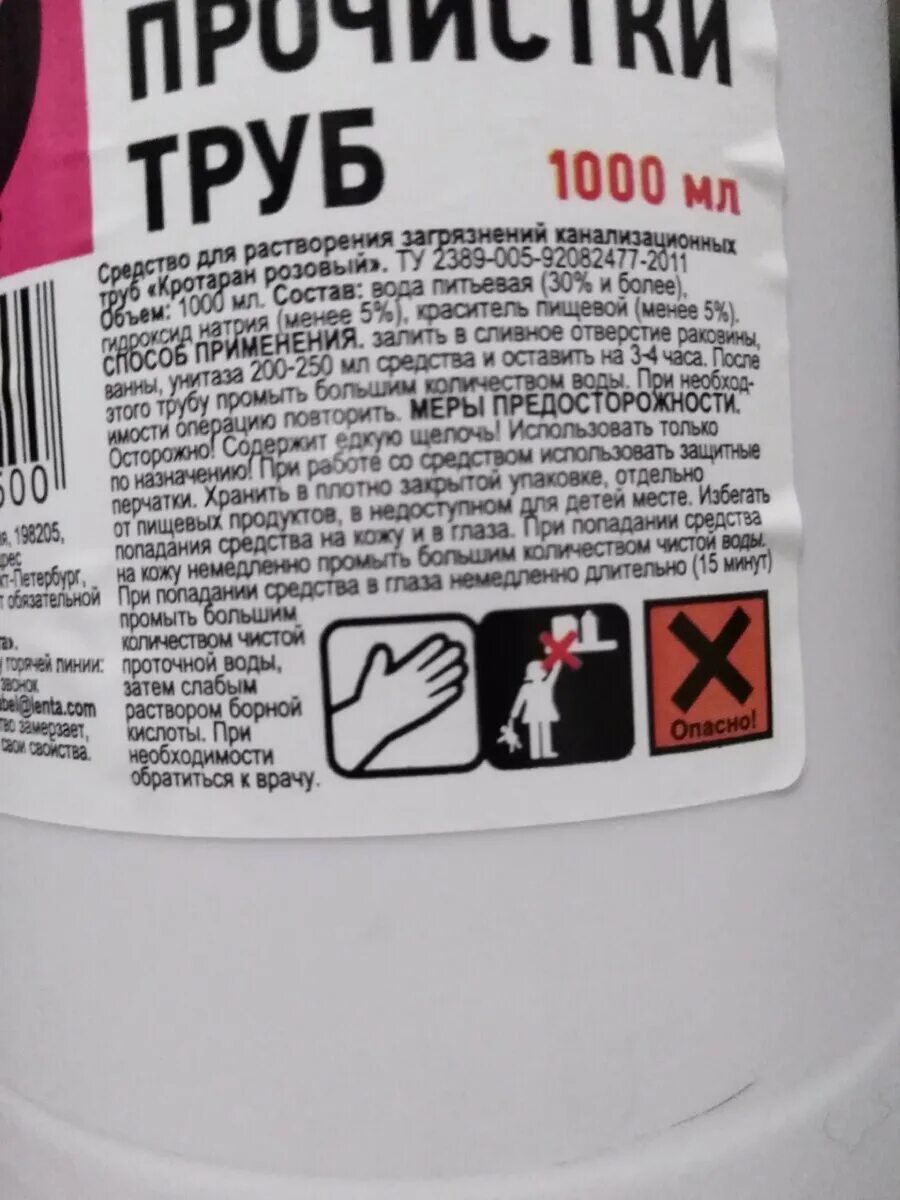 ПРОЧИСТКИ
ТРУБ
1000 мл
Средство для растворения загрязнений канализационных
труб «Кротаран розовый». ТУ 2389-005-92082477-2011
Объем: 1000 мл. Состав: вода питьевая (30% и более),
гидроксид натрия (менее 5%), краситель пищевой (менее 5%).
СПОСОБ ПРИМЕНЕНИЯ. залить в сливное отверстие раковины,
ванны, унитаза 200-250 мл средства и оставить на 3-4 часа. После
этого трубу промыть большим количеством воды. При необход-
имости операцию повторить. МЕРЫ ПРЕДОСТОРОЖНОСТИ.
Осторожно! Содержит едкую щелочь! Использовать только
по назначению! При работе со средством использовать защитные
перчатки. Хранить в плотно закрытой упаковке, отдельно
от пищевых продуктов, в недоступном для детей месте. Избегать
попадания средства на кожу и в глаза. При попадании средства
на кожу немедленно промыть большим количеством чистой воды.
При попадании средства в глаза немедленно длительно (15 минут)
промыть большим
количеством чистой
проточной воды,
затем слабым
раствором борной
кислоты. При
необходимости
обратиться к врачу.
Опасно!
500
198205,
т-Петербург,
обязательной
горячей линии:
звонок
bel@lenta.com
замерзает,
свои свойства.